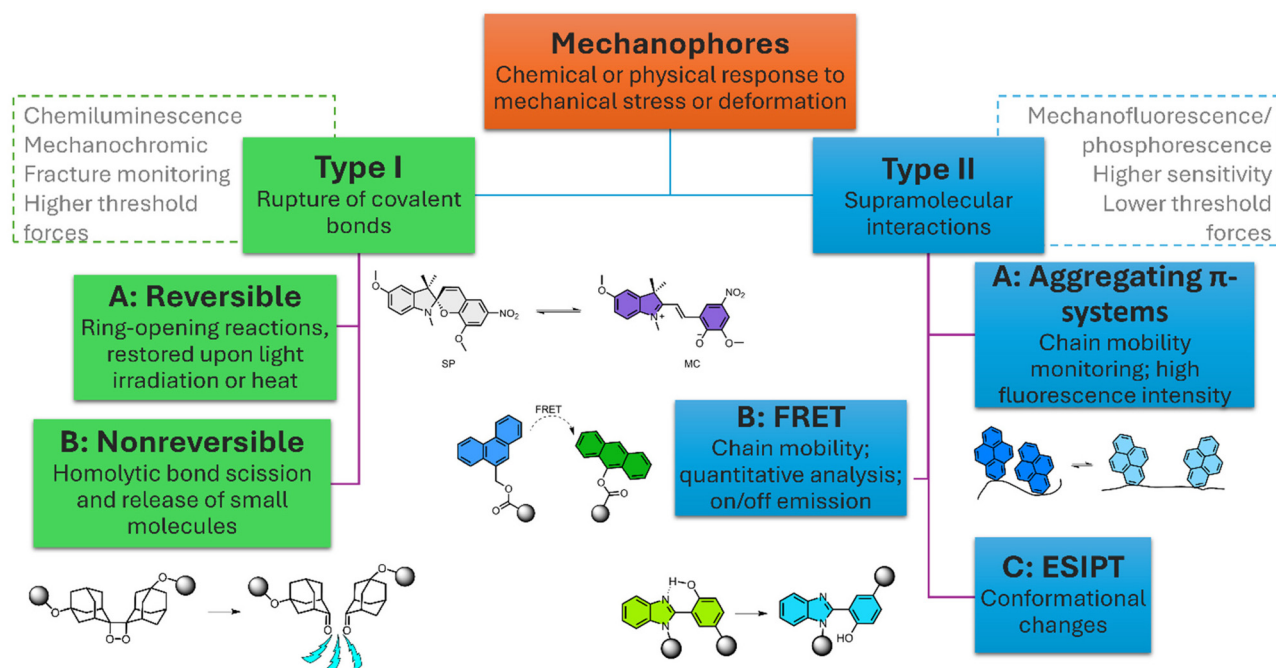 Mechanophores
Chemical or physical response to
mechanical stress or deformation
Chemiluminescence
Mechanochromic
Fracture monitoring
Higher threshold
forces
Type I
Rupture of covalent
bonds
Type II
Supramolecular
interactions
Mechanofluorescence/
phosphorescence
Higher sensitivity
Lower threshold
forces
A: Reversible
Ring-opening reactions,
restored upon light
irradiation or heat
O
N
O
NO₂
O
SP
O
N
+
NO₂
O
-
O
MC
A: Aggregating π-
systems
Chain mobility
monitoring; high
fluorescence intensity
B: Nonreversible
Homolytic bond scission
and release of small
molecules
FRET
O
O
O
O
B: FRET
Chain mobility;
quantitative analysis;
on/off emission
O
O
O-O
O
O
O
O
H
O
N
N
N
N
HO
C: ESIPT
Conformational
changes